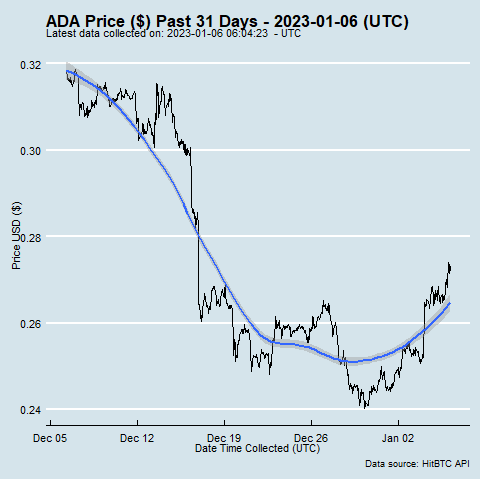 ADA Price ($) Past 31 Days - 2023-01-06 (UTC)
Latest data collected on: 2023-01-06 06:04:23  - UTC
0.32
0.30
0.28
0.26
0.24
Price USD ($)
Dec 05
Dec 12
Dec 19
Dec 26
Jan 02
Date Time Collected (UTC)
Data source: HitBTC API